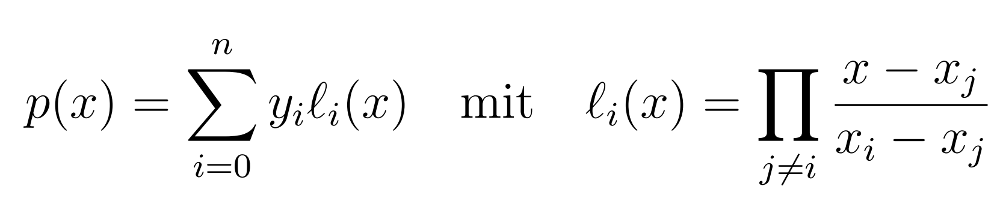 p(x) = \sum_{i=0}^{n} y_i \ell_i(x) \quad \text{mit} \quad \ell_i(x) = \prod_{j \neq i} \frac{x - x_j}{x_i - x_j}